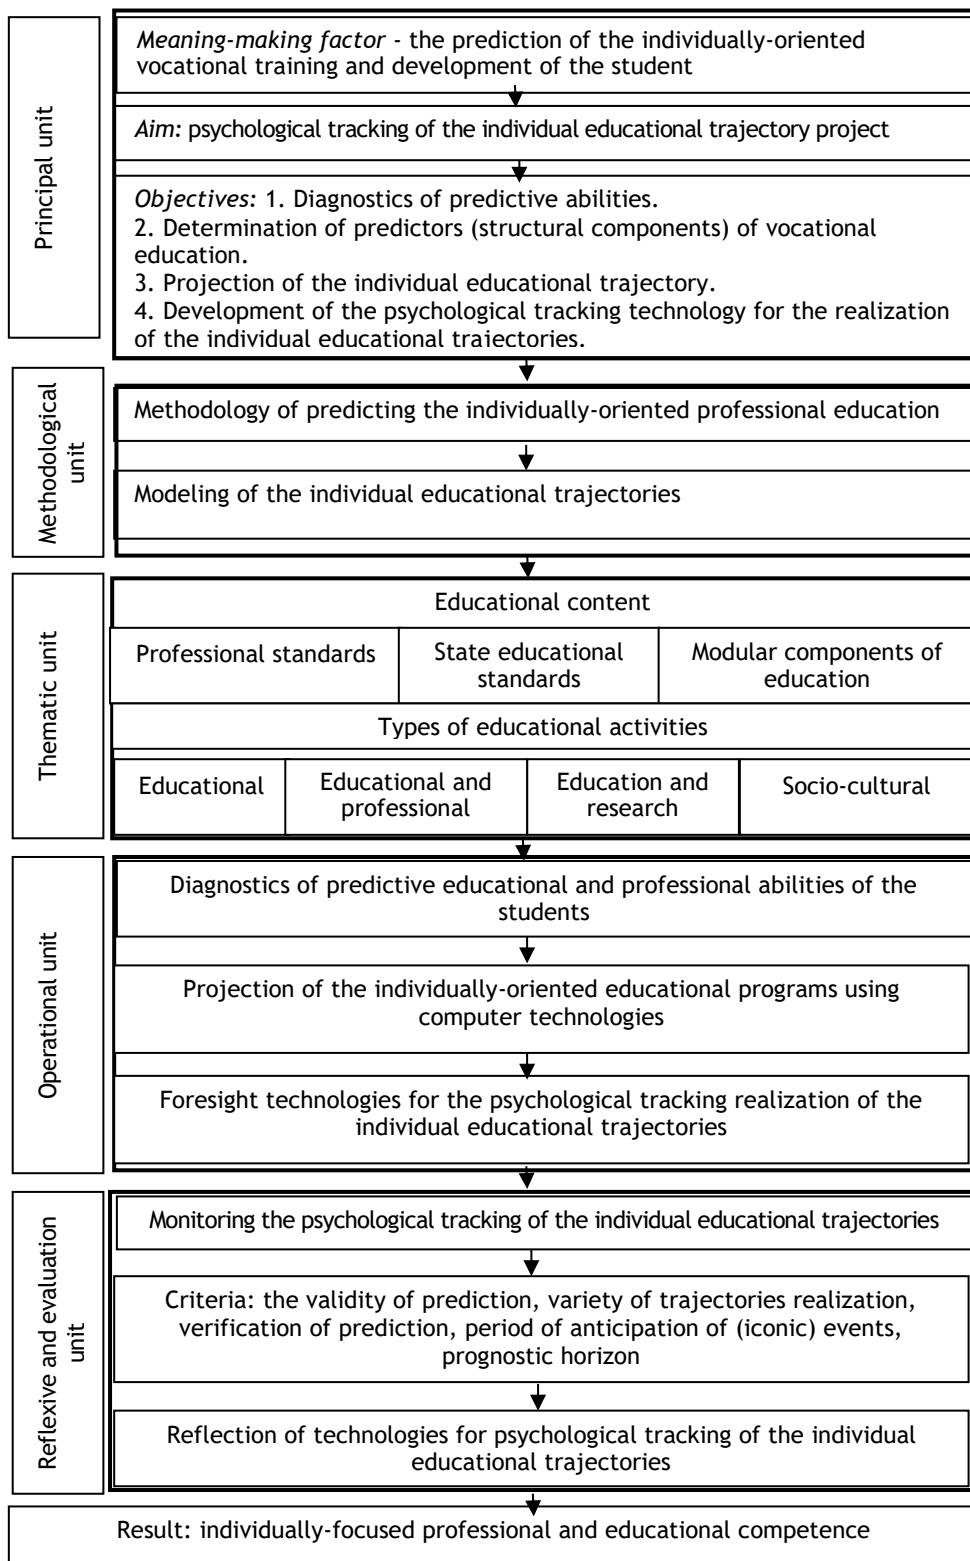 Principal unit
Meaning-making factor - the prediction of the individually-oriented
vocational training and development of the student
Aim: psychological tracking of the individual educational trajectory project
Objectives: 1. Diagnostics of predictive abilities.
2. Determination of predictors (structural components) of vocational
education.
3. Projection of the individual educational trajectory.
4. Development of the psychological tracking technology for the realization
of the individual educational traiectories.
Methodological
unit
Methodology of predicting the individually-oriented professional education
Modeling of the individual educational trajectories
Thematic unit
Educational content
Professional standards
State educational
standards
Modular components of
education
Types of educational activities
Educational
Educational and
professional
Education and
research
Socio-cultural
Operational unit
Diagnostics of predictive educational and professional abilities of the
students
Projection of the individually-oriented educational programs using
computer technologies
Foresight technologies for the psychological tracking realization of the
individual educational trajectories
Reflexive and evaluation
unit
Monitoring the psychological tracking of the individual educational trajectories
Criteria: the validity of prediction, variety of trajectories realization,
verification of prediction, period of anticipation of (iconic) events,
prognostic horizon
Reflection of technologies for psychological tracking of the individual
educational trajectories
Result: individually-focused professional and educational competence